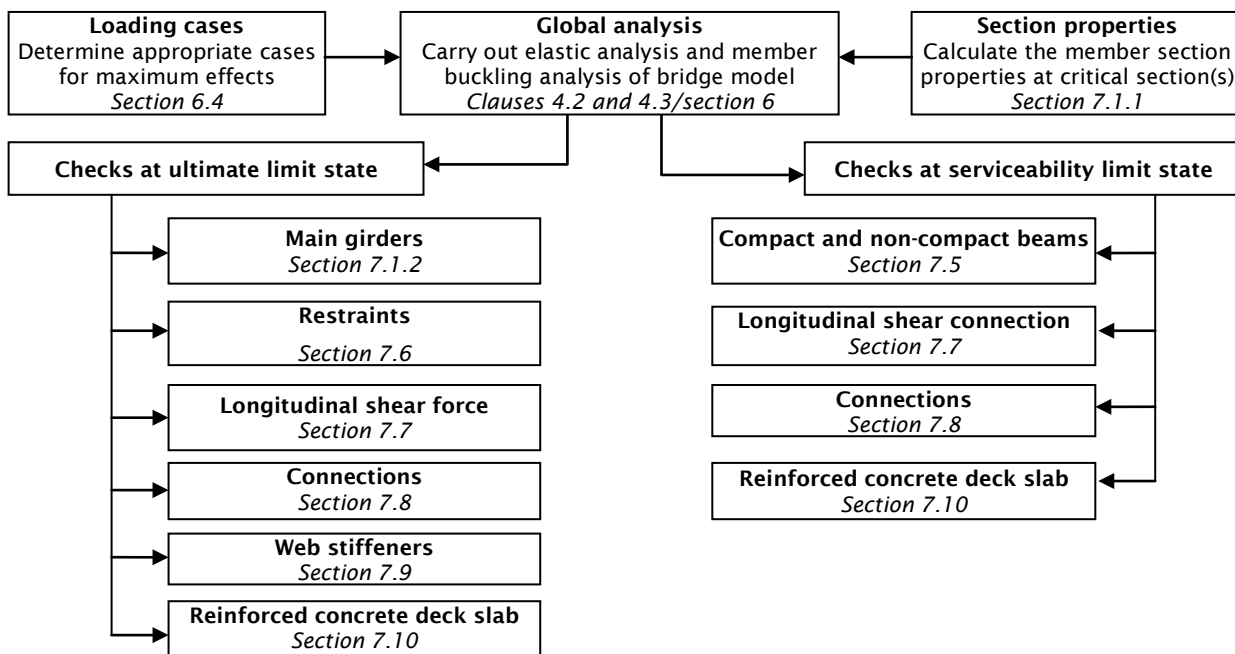 Loading cases
Determine appropriate cases
for maximum effects
Section 6.4
Global analysis
Carry out elastic analysis and member
buckling analysis of bridge model
Clauses 4.2 and 4.3/section 6
Section properties
Calculate the member section
properties at critical section(s)
Section 7.1.1
Checks at ultimate limit state
Main girders
Section 7.1.2
Restraints
Section 7.6
Longitudinal shear force
Section 7.7
Connections
Section 7.8
Web stiffeners
Section 7.9
Reinforced concrete deck slab
Section 7.10
Checks at serviceability limit state
Compact and non-compact beams
Section 7.5
Longitudinal shear connection
Section 7.7
Connections
Section 7.8
Reinforced concrete deck slab
Section 7.10